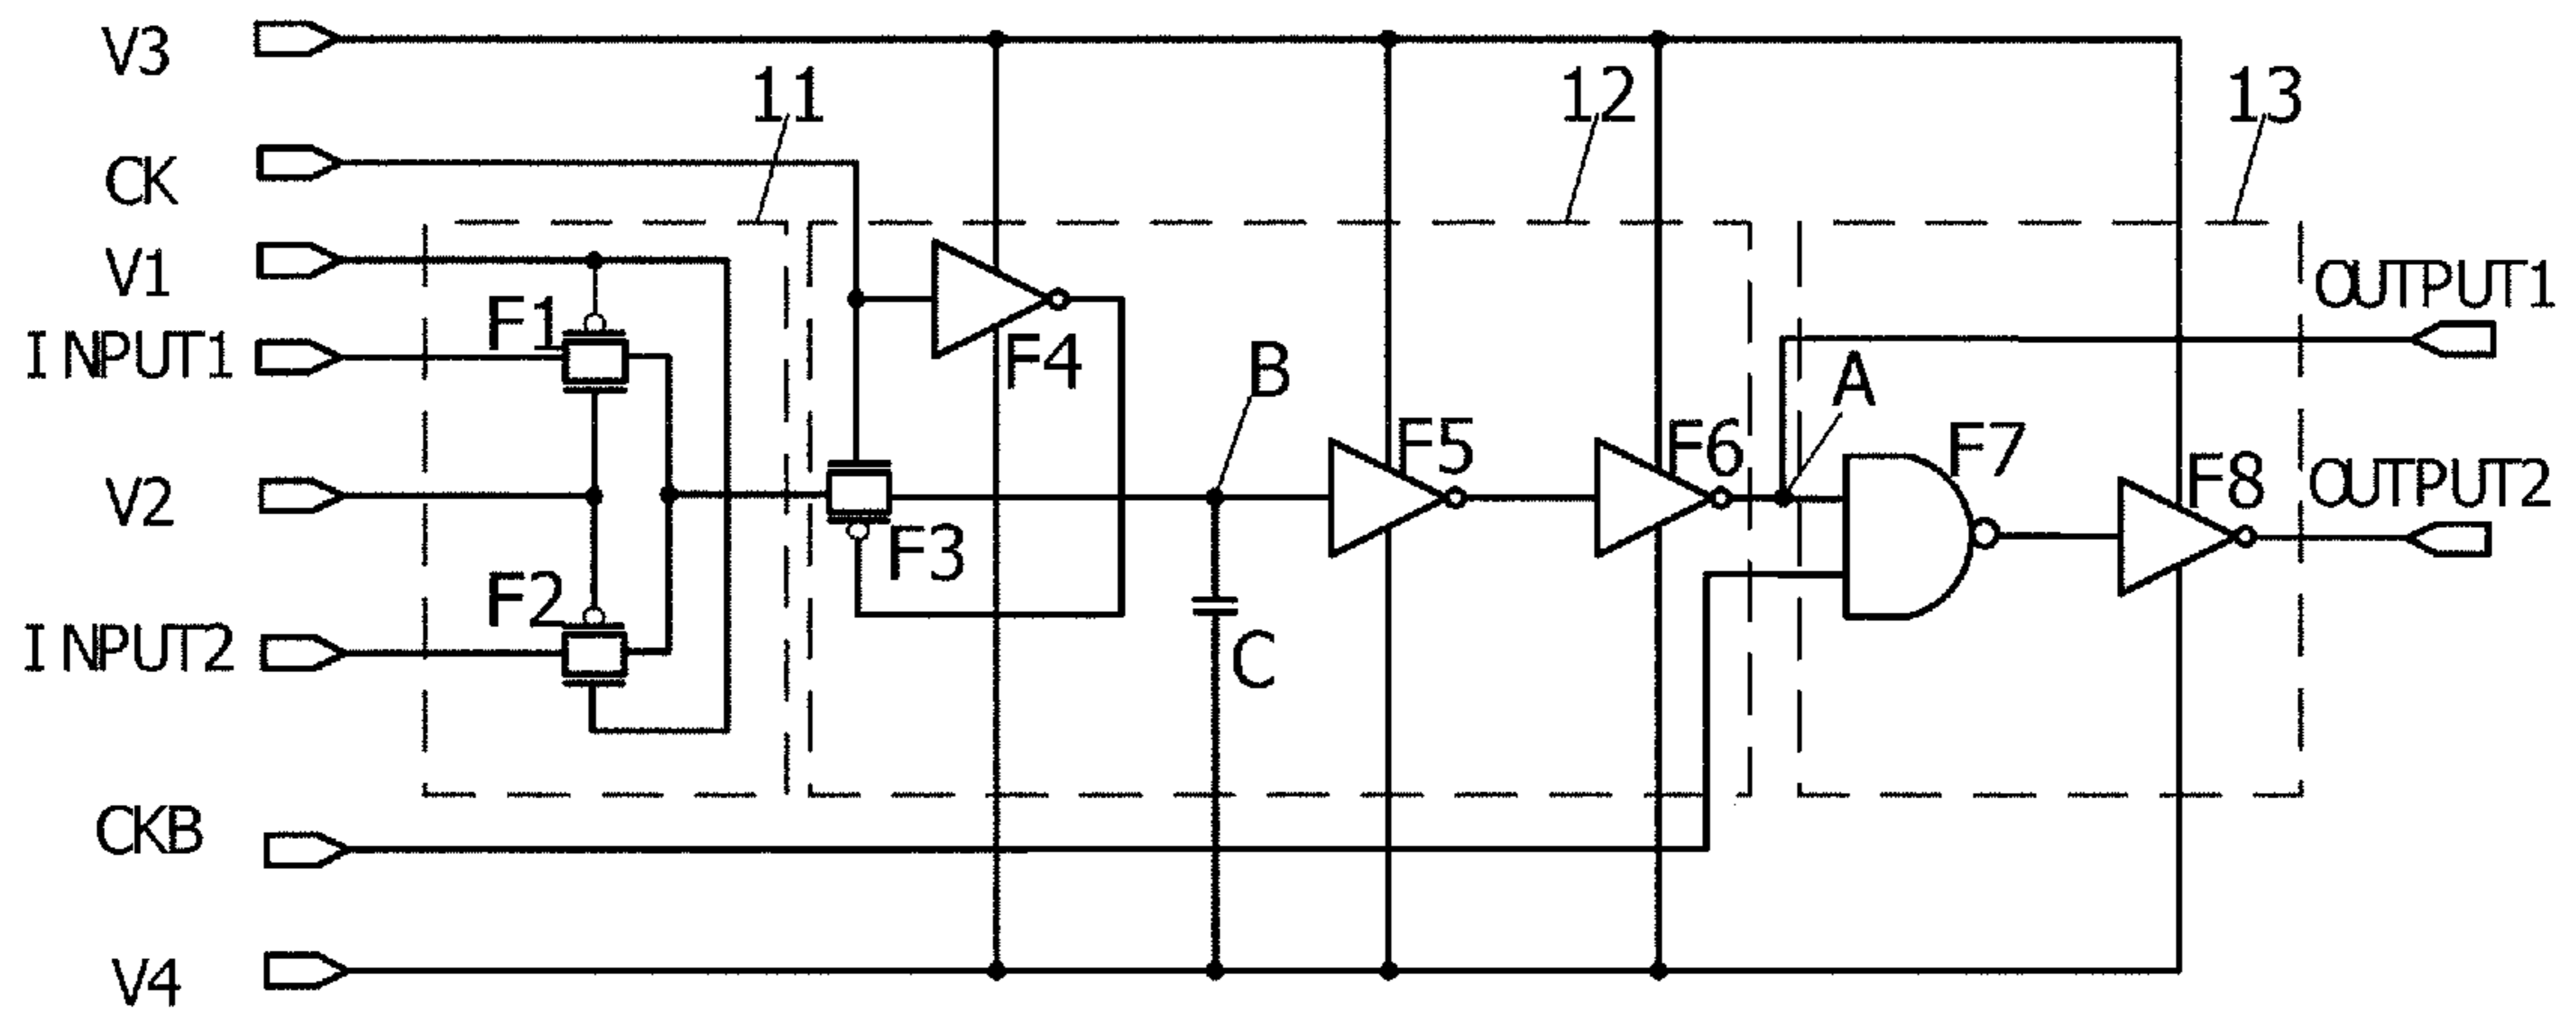 V3
11
12
13
CK
V1
OUTPUT1
F1
INPUT1
F4
B
A
F5
F6
F7
V2
F8
OUTPUT2
F3
F2
INPUT2
C
CKB
V4